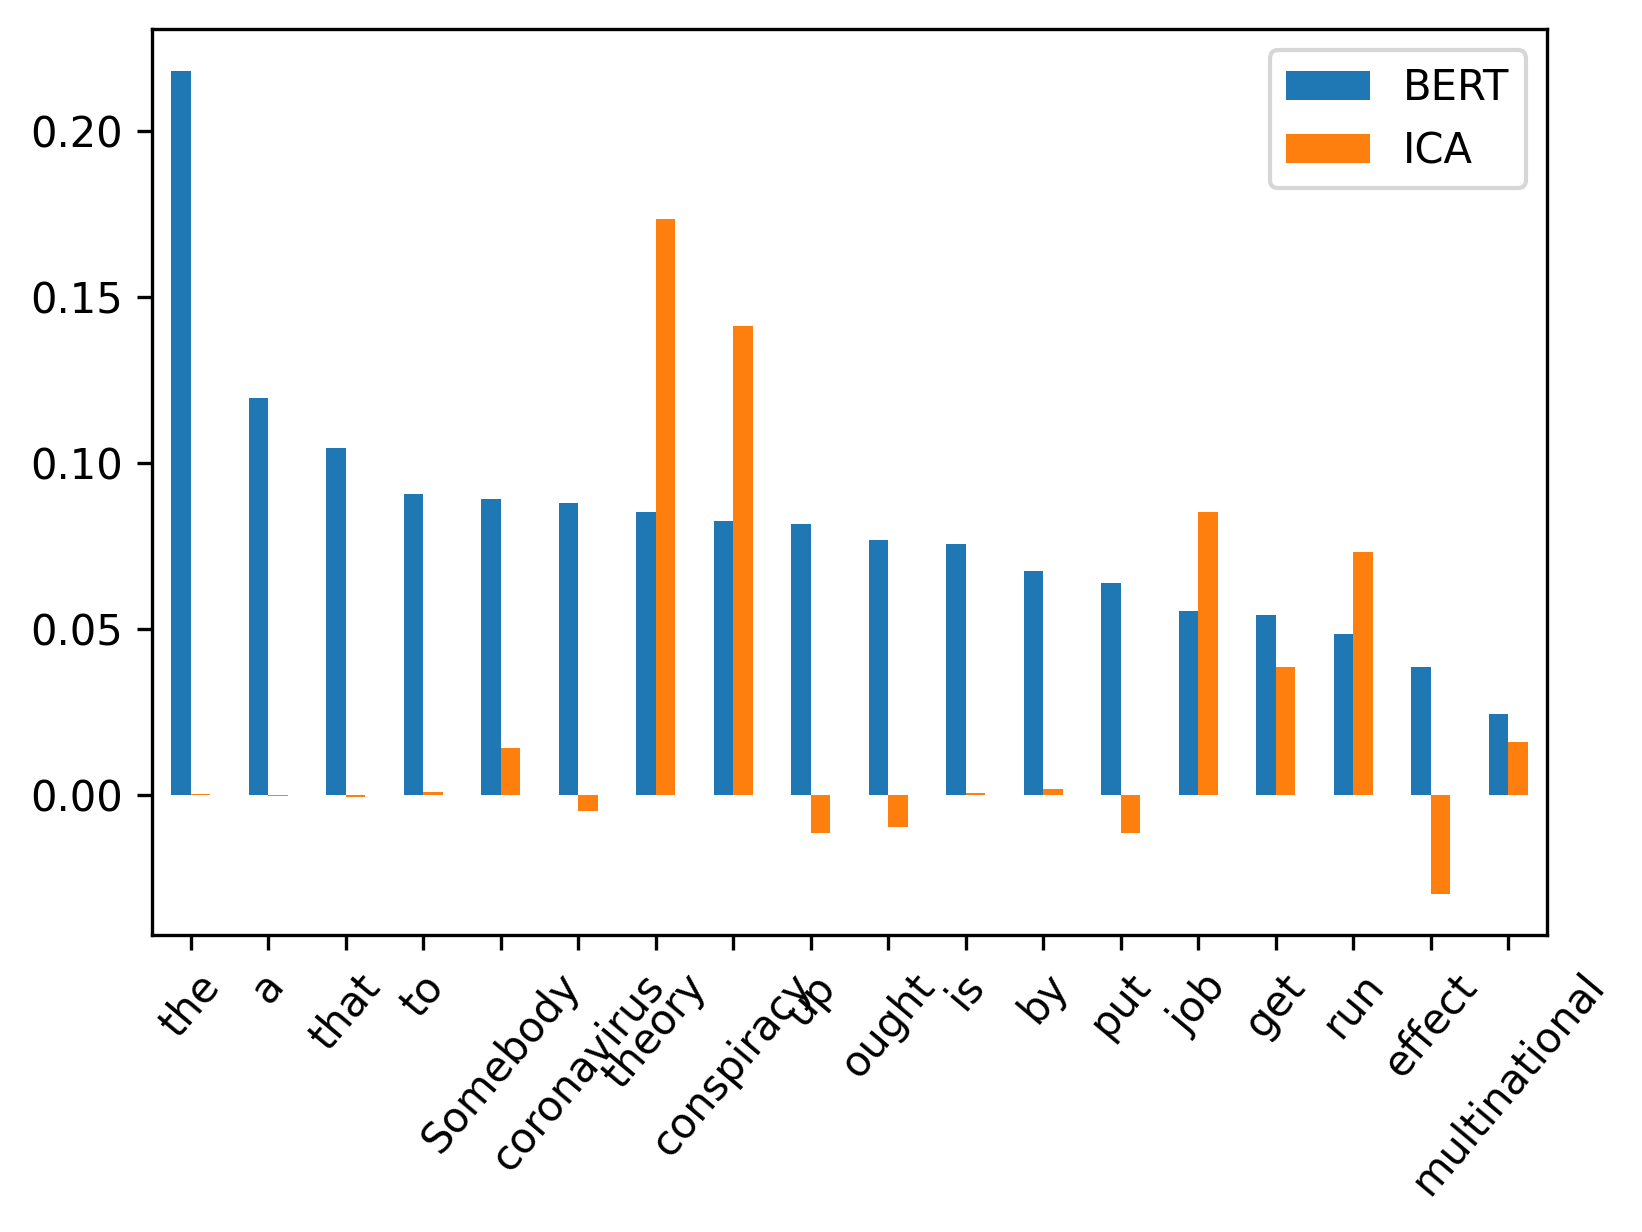 BERT
ICA
0.20
0.15
0.10
0.05
0.00
the
a
that
to
Somebody
coronavirus
theory
conspiracy
up
ought
is
by
put
job
get
run
effect
multinational